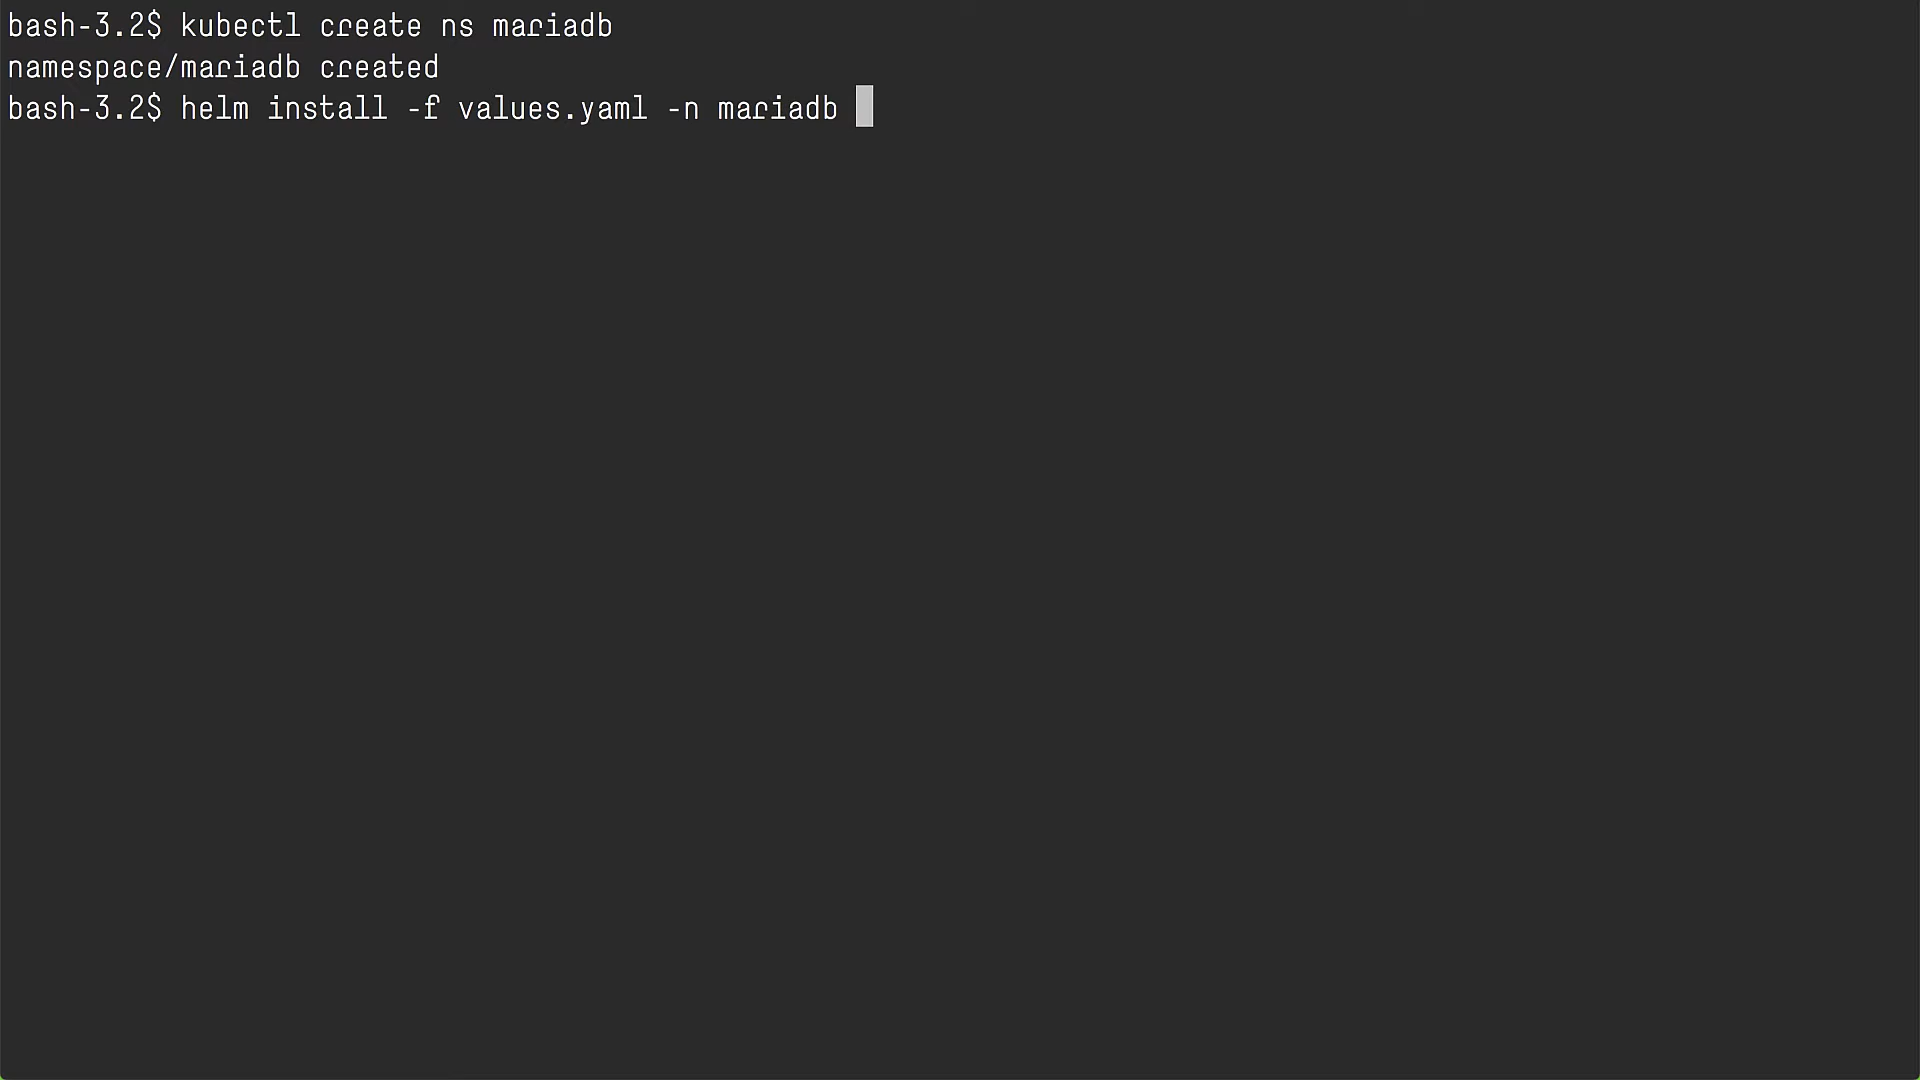 bash-3.2$ kubectl create ns mariadb
namespace/mariadb created
bash-3.2$ helm install -f values.yaml -n mariadb